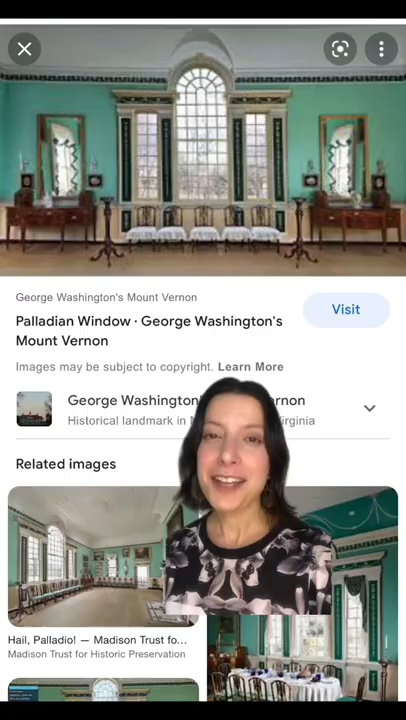 George Washington's Mount Vernon
Palladian Window · George Washington's
Mount Vernon
Visit
Images may be subject to copyright. Learn More
George Washington' ernon
Historical landmark in irginia
Related images
Hail, Palladio! — Madison Trust fo...
Madison Trust for Historic Preservation